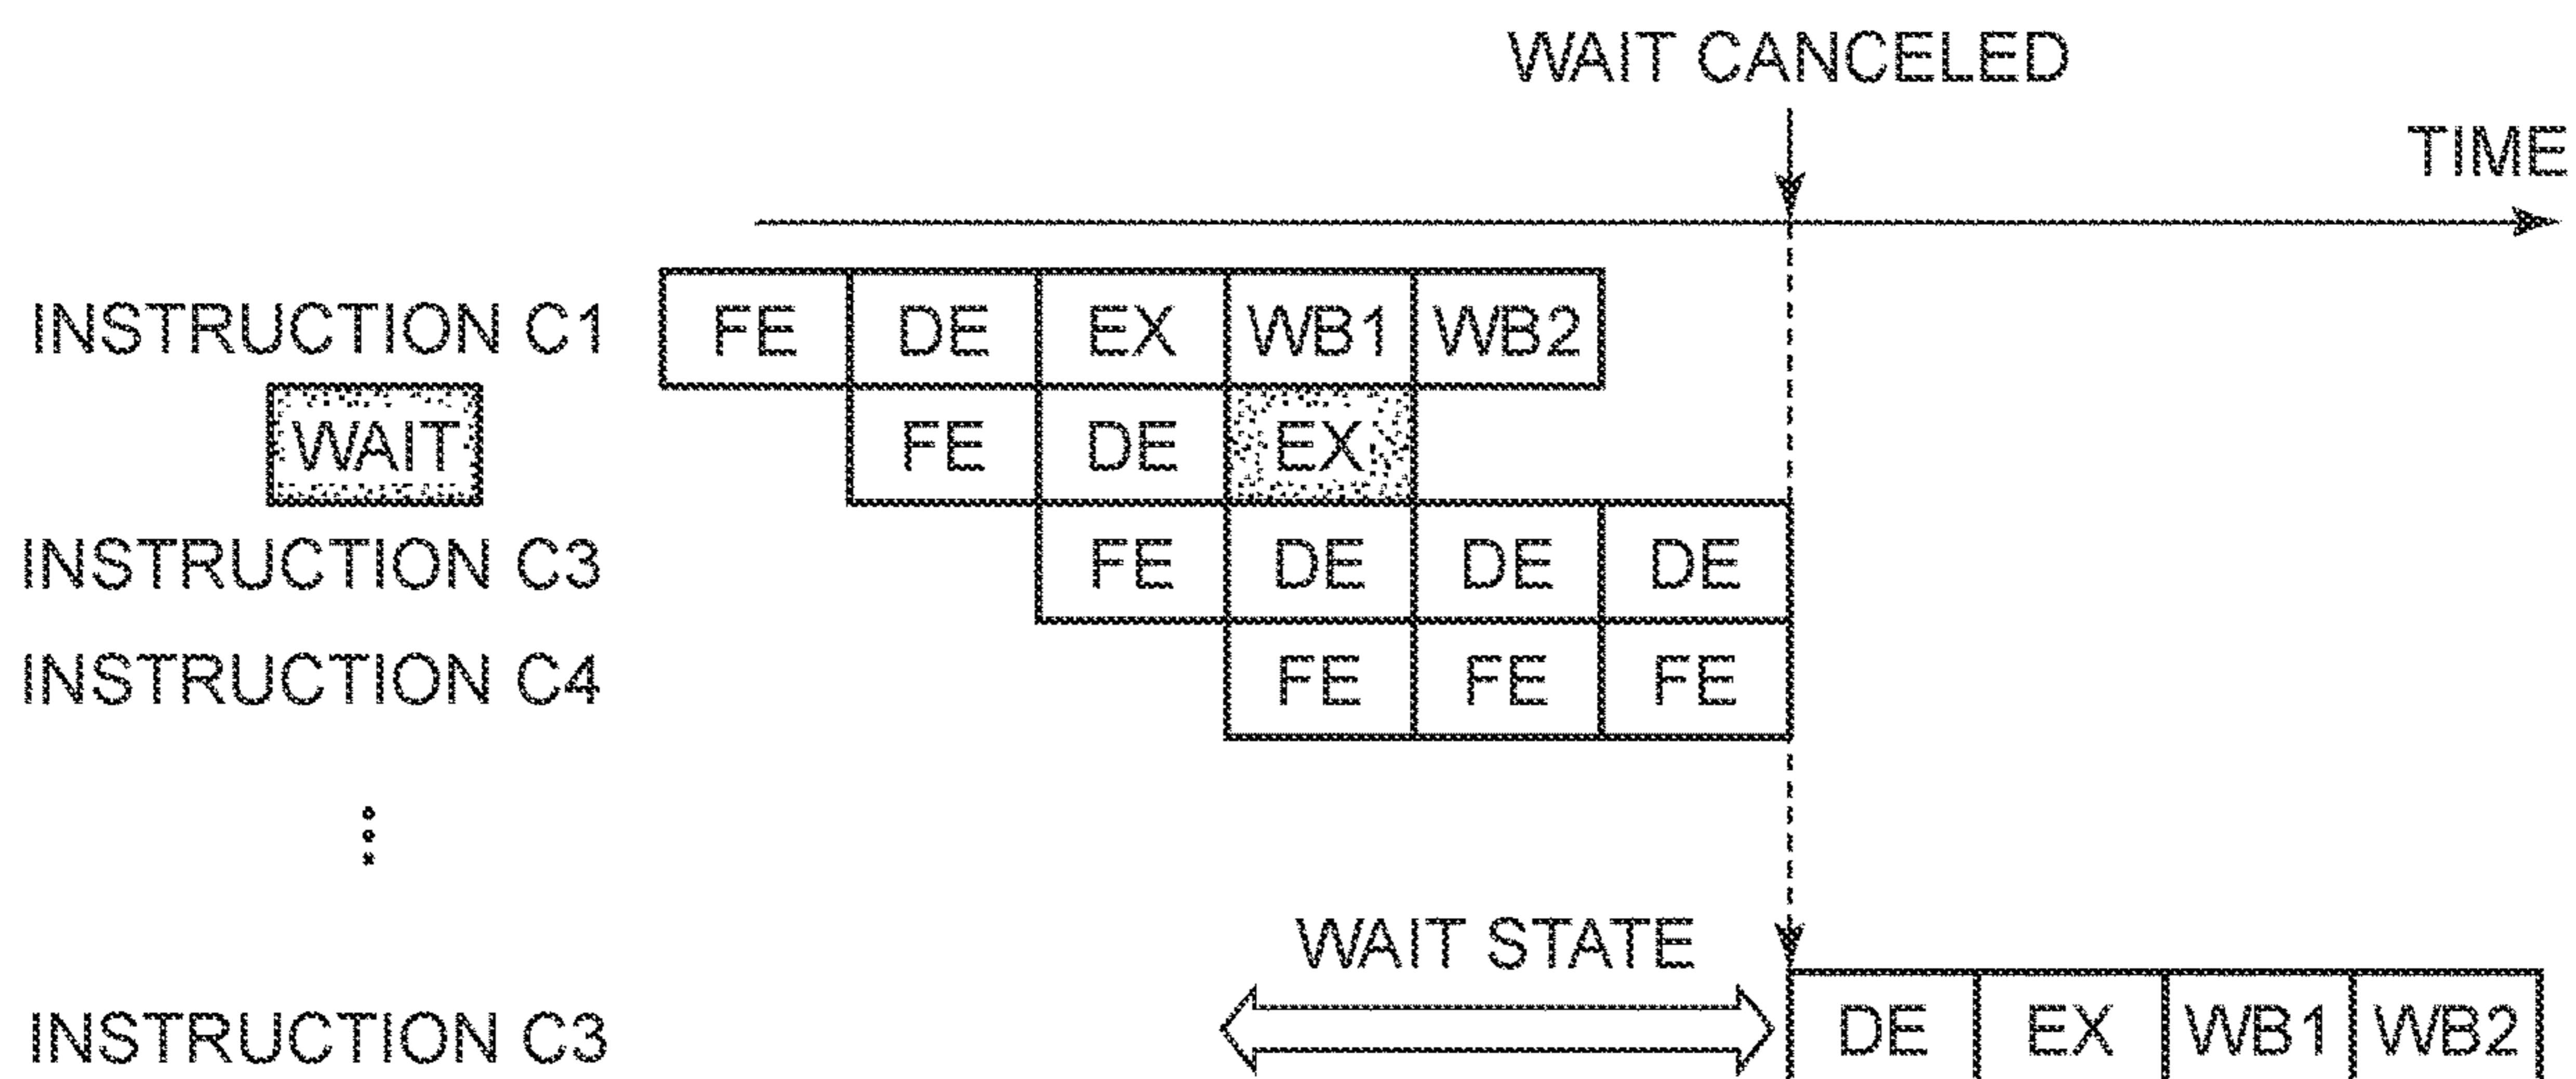 WAIT CANCELED
TIME
INSTRUCTION C1 FE DE EX WB1 WB2
WAIT FE DE EX
INSTRUCTION C3 FE DE DE DE
INSTRUCTION C4 FE FE FE
WAIT STATE
INSTRUCTION C3 DE EX WB1 WB2